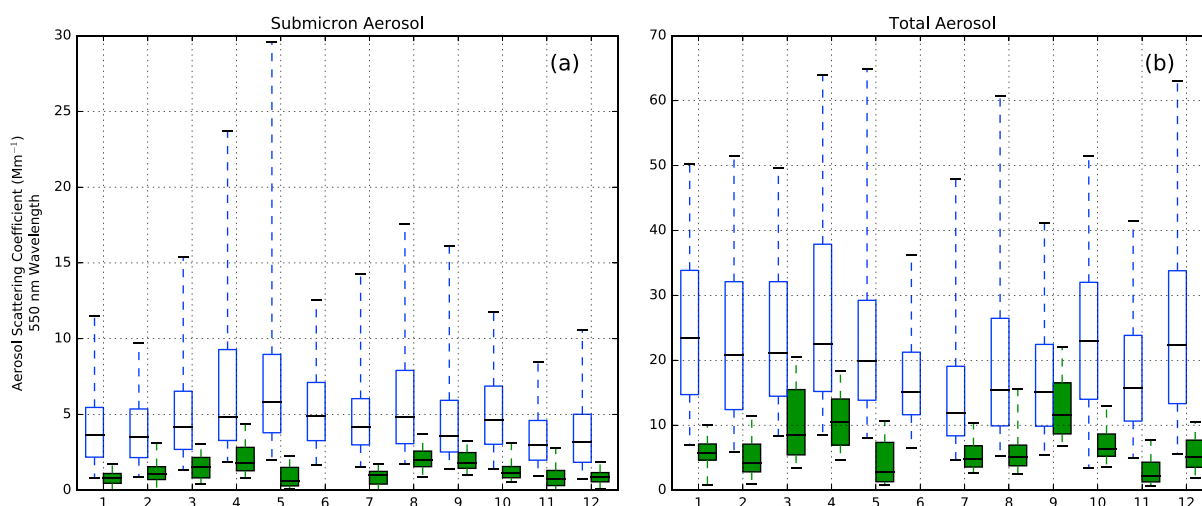 Submicron Aerosol
(a)
30
25
20
15
10
5
0
Aerosol Scattering Coefficient (Mm⁻¹)
550 nm Wavelength
1 2 3 4 5 6 7 8 9 10 11 12
Total Aerosol
(b)
70
60
50
40
30
20
10
0
1 2 3 4 5 6 7 8 9 10 11 12